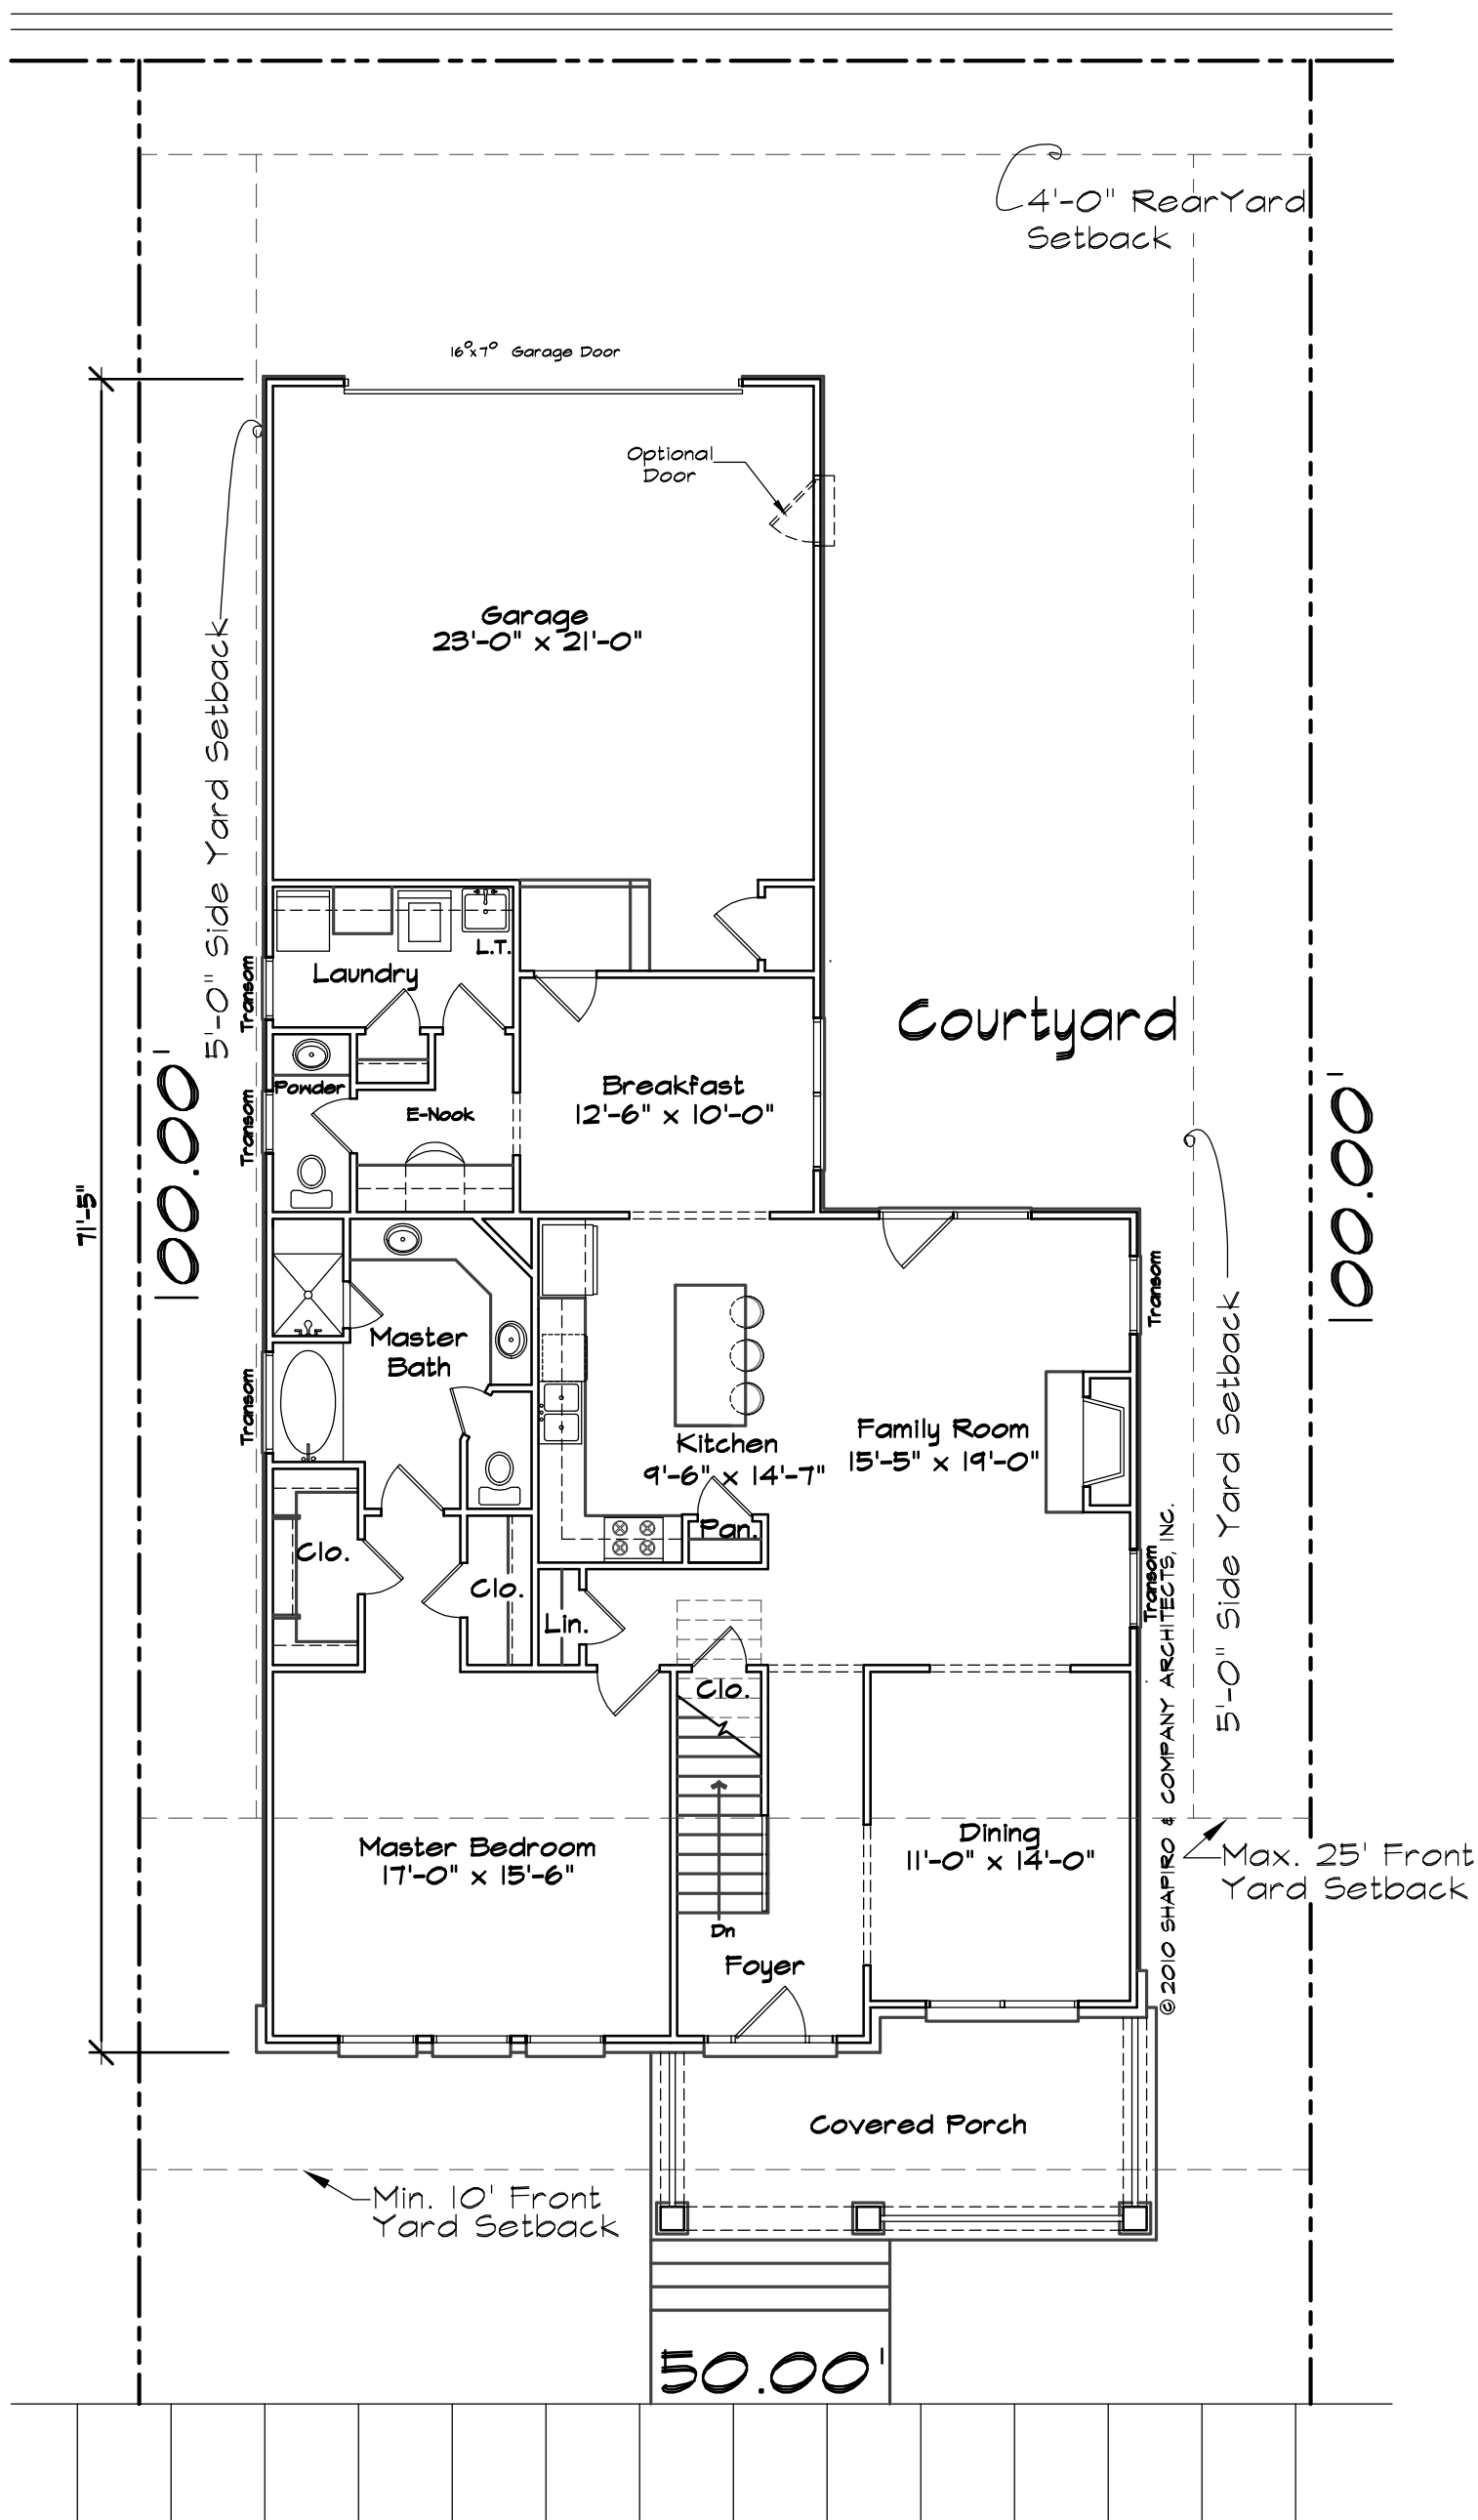 4'-0" RearYard
Setback
16⁰x7⁰ Garage Door
Optional
Door
Garage
23'-0" x 21'-0"
5'-0" Side Yard Setback
L.T.
Laundry
Transom
Courtyard
100.00'
100.00'
71'-5"
Powder
Transom
E-Nook
Breakfast
12'-6" x 10'-0"
Transom
Master
Bath
Transom
Kitchen
9'-6" x 14'-7"
Family Room
15'-5" x 19'-0"
5'-0" Side Yard Setback
Pan.
Clo.
Clo.
Lin.
Transom
Clo.
© 2010 SHAPIRO & COMPANY ARCHITECTS, INC.
Master Bedroom
17'-0" x 15'-6"
Dining
11'-0" x 14'-0"
Max. 25' Front
Yard Setback
Dn
Foyer
Covered Porch
Min. 10' Front
Yard Setback
50.00'